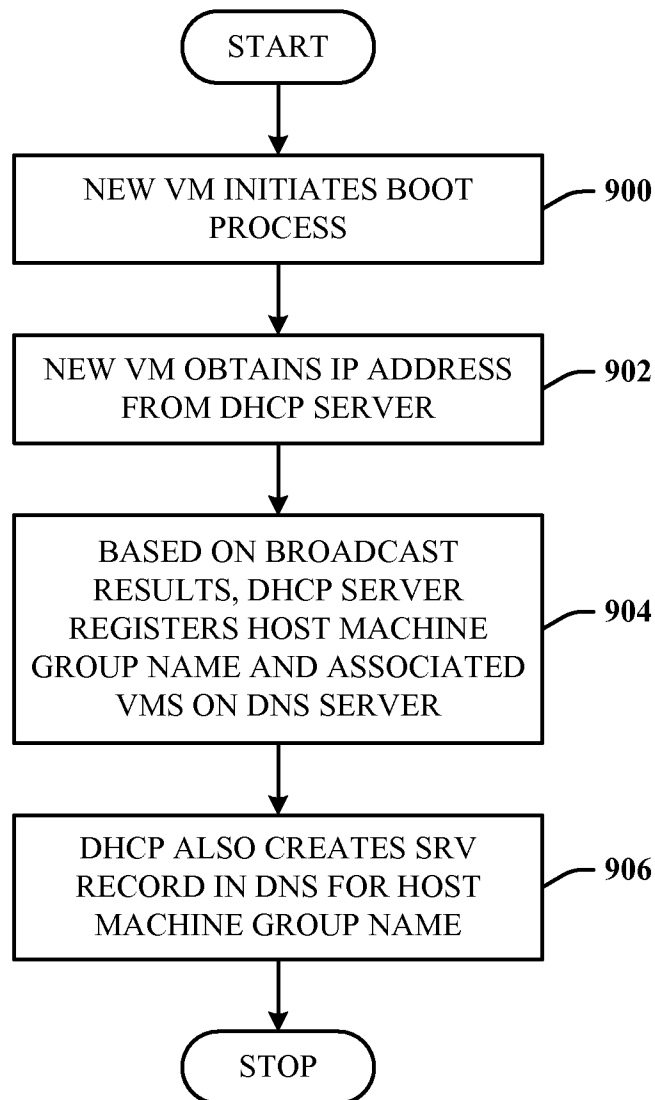 START
NEW VM INITIATES BOOT
PROCESS
900
NEW VM OBTAINS IP ADDRESS
FROM DHCP SERVER
902
BASED ON BROADCAST
RESULTS, DHCP SERVER
REGISTERS HOST MACHINE
GROUP NAME AND ASSOCIATED
VMS ON DNS SERVER
904
DHCP ALSO CREATES SRV
RECORD IN DNS FOR HOST
MACHINE GROUP NAME
906
STOP